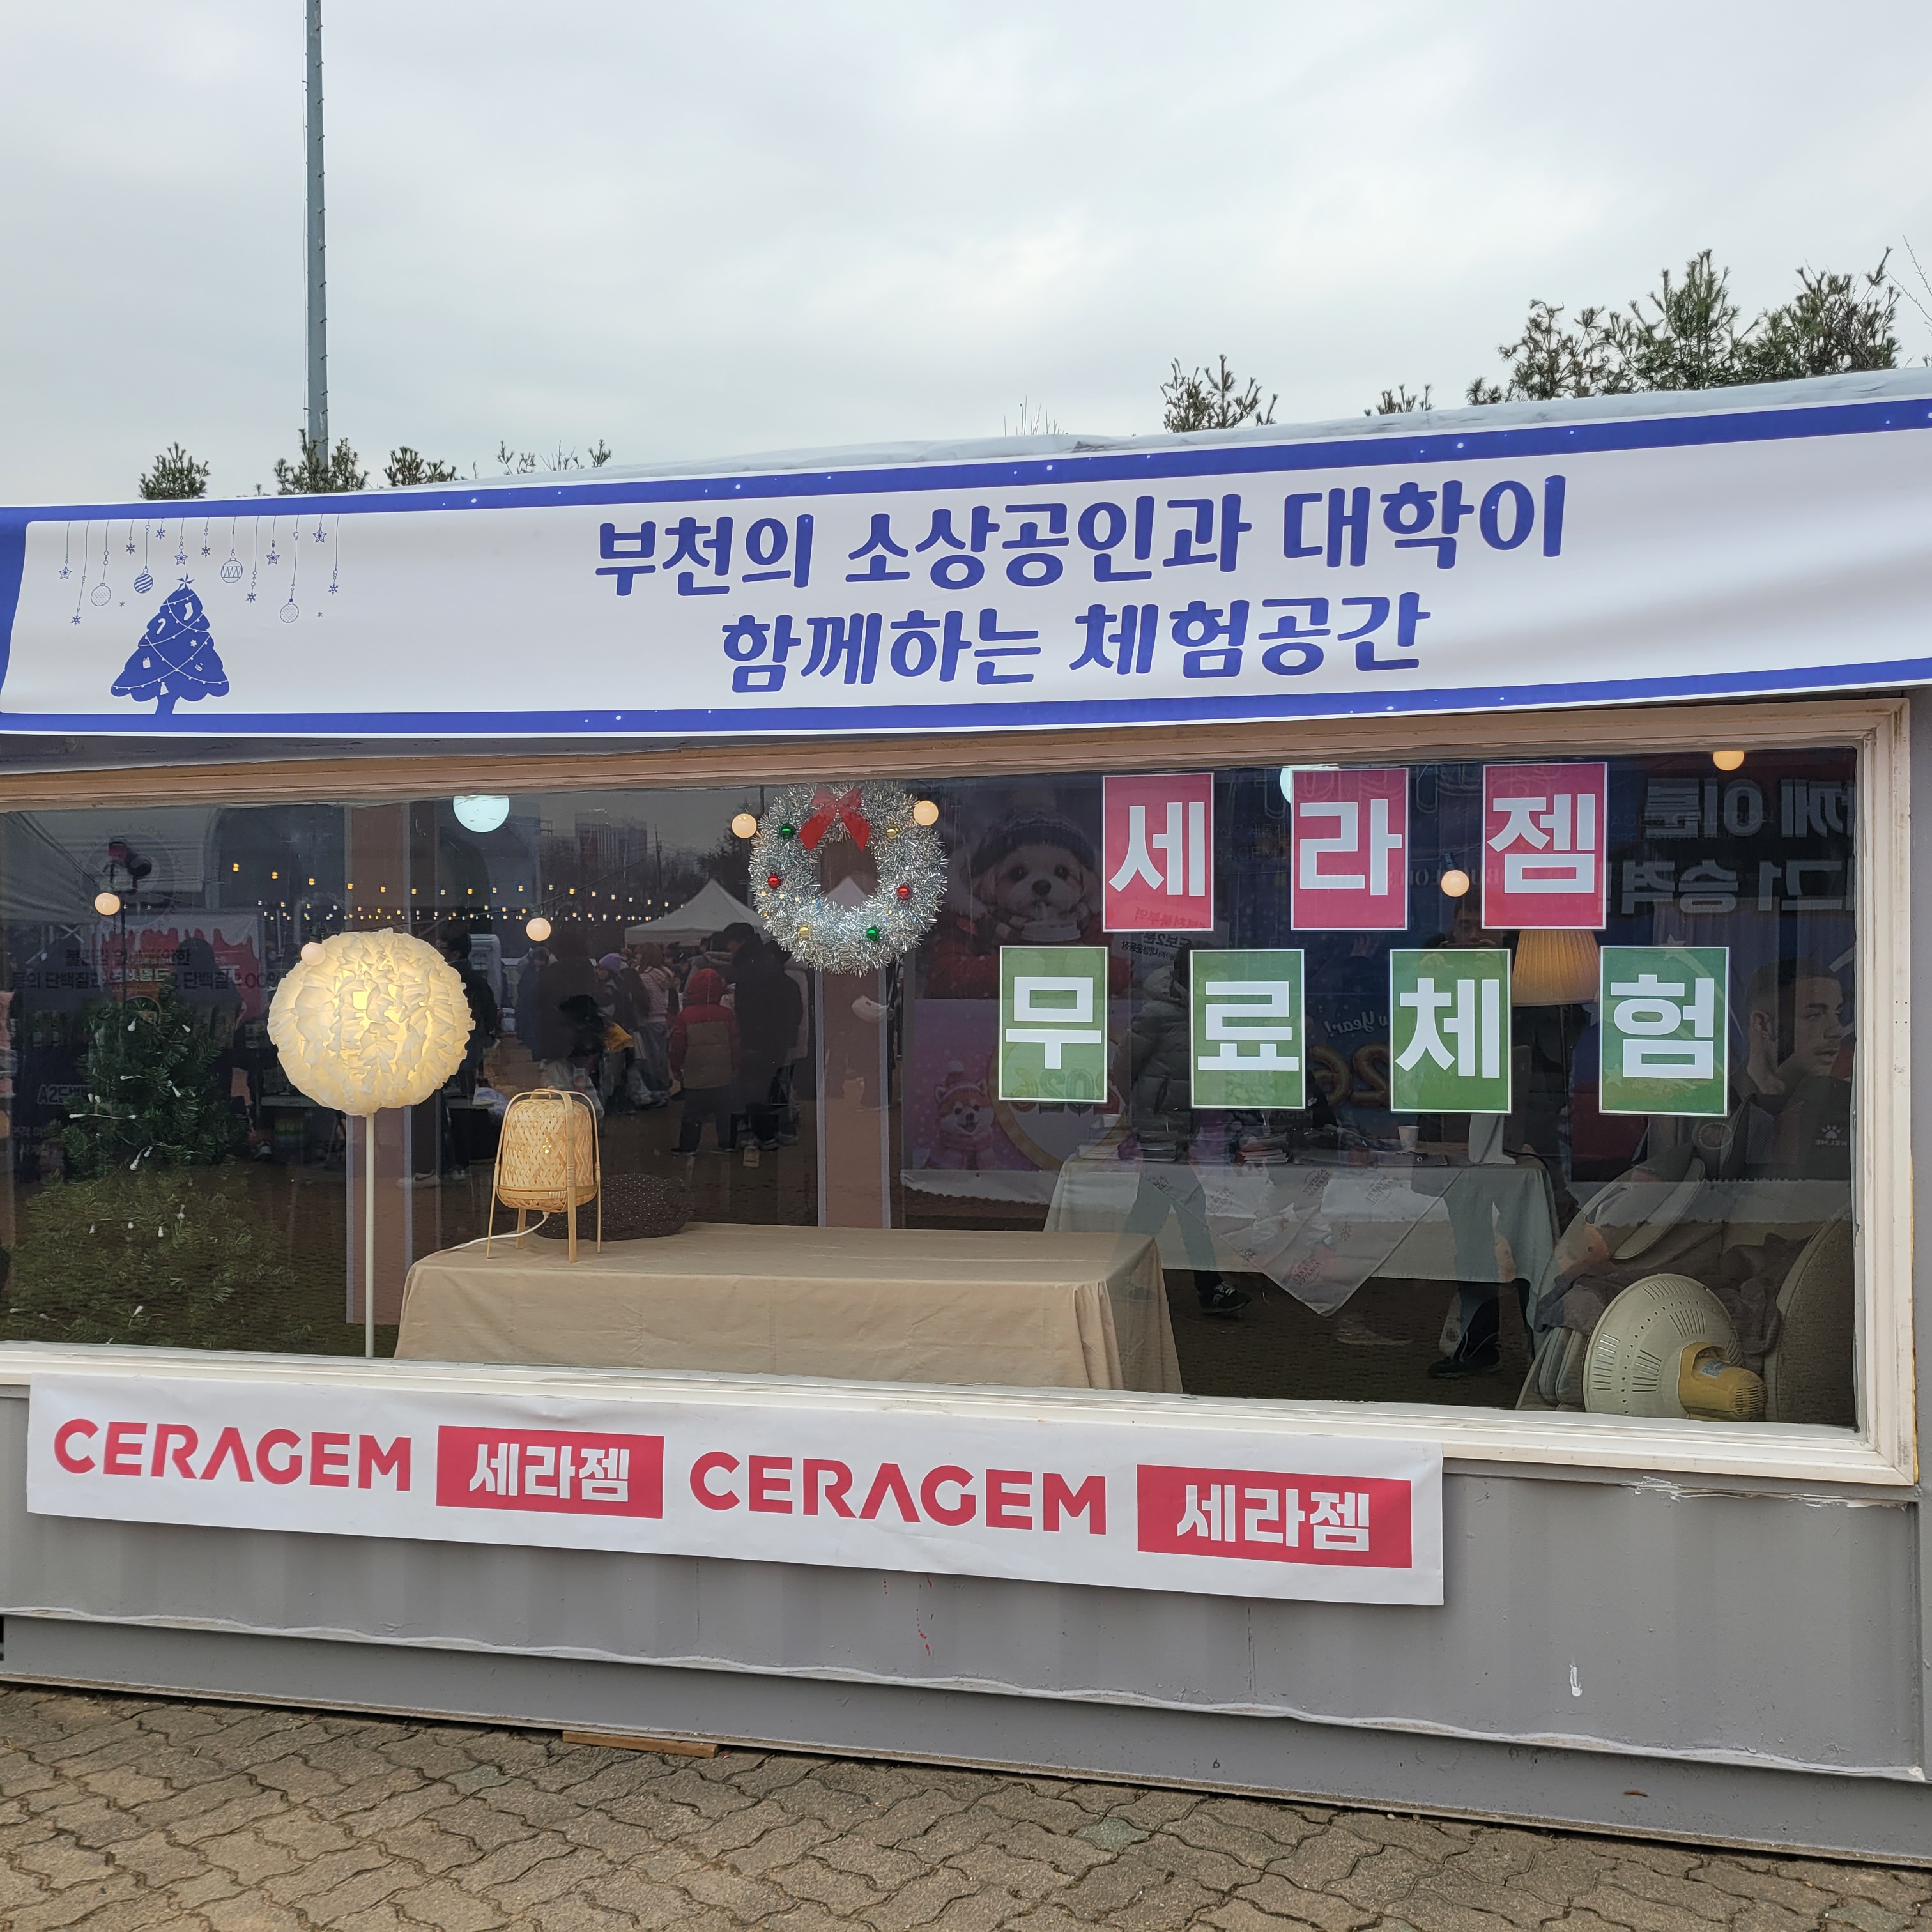 부천의 소상공인과 대학이
함께하는 체험공간
세라젬
무료체험
CERAGEM 세라젬 CERAGEM 세라젬